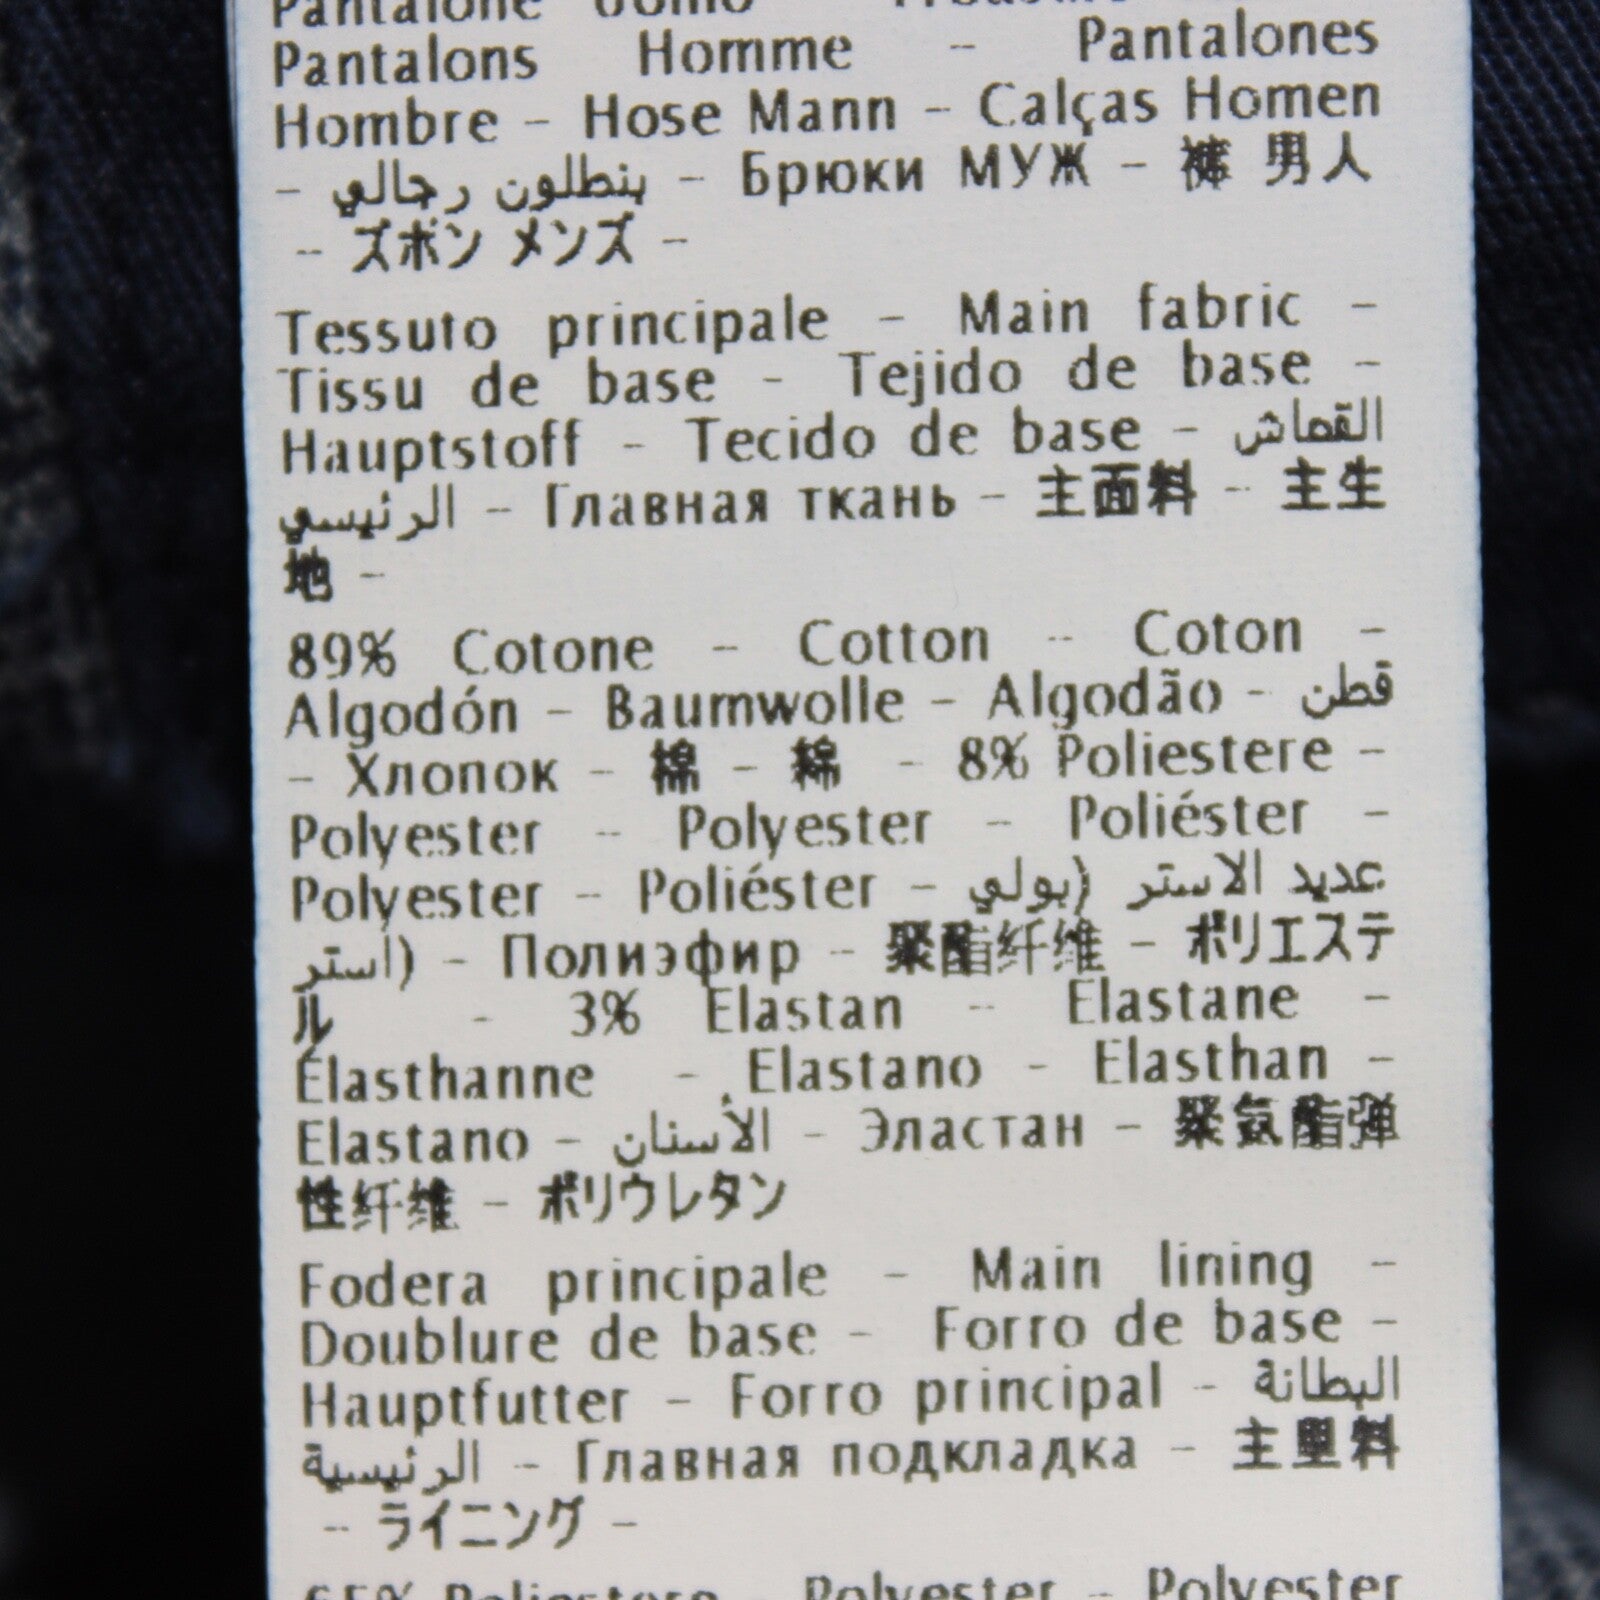 Pantalone Uomo -
Pantalons Homme - Pantalones
Hombre - Hose Mann - Calças Homen
- بنطلون رجالي - Брюки МУЖ - 裤 男人
- ズボン メンズ -
Tessuto principale - Main fabric -
Tissu de base - Tejido de base -
Hauptstoff - Tecido de base - القماش
الرئيسي - Главная ткань - 主面料 - 主生
地 -
89% Cotone - Cotton - Coton -
Algodón - Baumwolle - Algodão - قطن
- Хлопок - 棉 - 綿 - 8% Poliestere -
Polyester - Polyester - Poliéster -
Polyester - Poliéster - عديد الاستر (بولي
استر) - Полиэфир - 聚酯纤维 - ポリエステ
ル - 3% Elastan - Elastane -
Élasthanne - Elastano - Elasthan -
Elastano - الأسنان - Эластан - 聚氨酯弹
性纤维 - ポリウレタン
Fodera principale - Main lining -
Doublure de base - Forro de base -
Hauptfutter - Forro principal - البطانة
الرئيسية - Главная подкладка - 主里料
- ライニング -
65% Poliestere - Polyester - Polyester